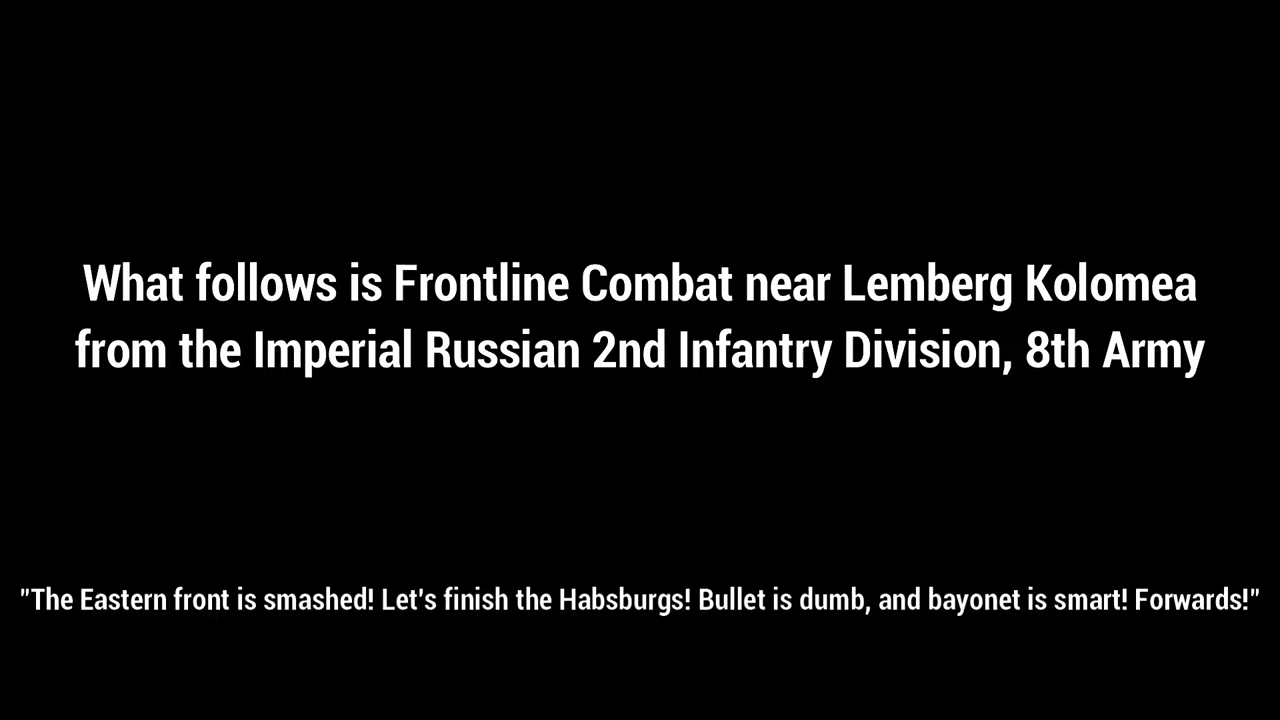 What follows is Frontline Combat near Lemberg Kolomea
from the Imperial Russian 2nd Infantry Division, 8th Army
"The Eastern front is smashed! Let's finish the Habsburgs! Bullet is dumb, and bayonet is smart! Forwards!"